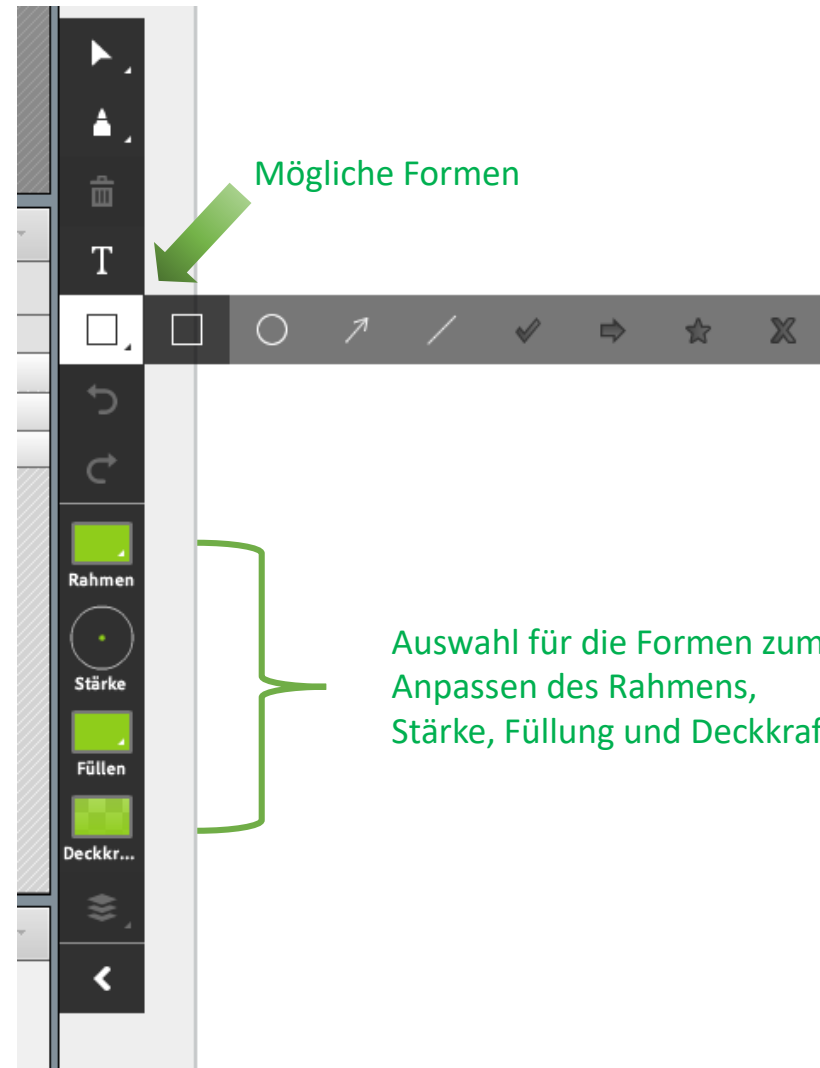 Mögliche Formen
T
Rahmen
Stärke
Füllen
Deckkr...
Auswahl für die Formen zum
Anpassen des Rahmens,
Stärke, Füllung und Deckkraf